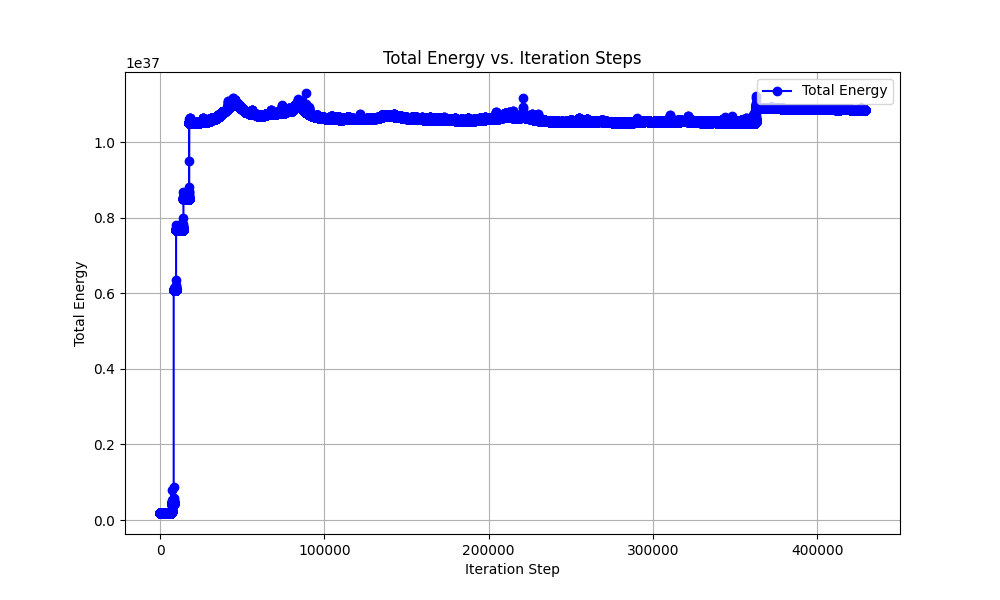 Total Energy vs. Iteration Steps
1e37
Total Energy
1.0
0.8
0.6
0.4
0.2
0.0
Total Energy
0
100000
200000
300000
400000
Iteration Step